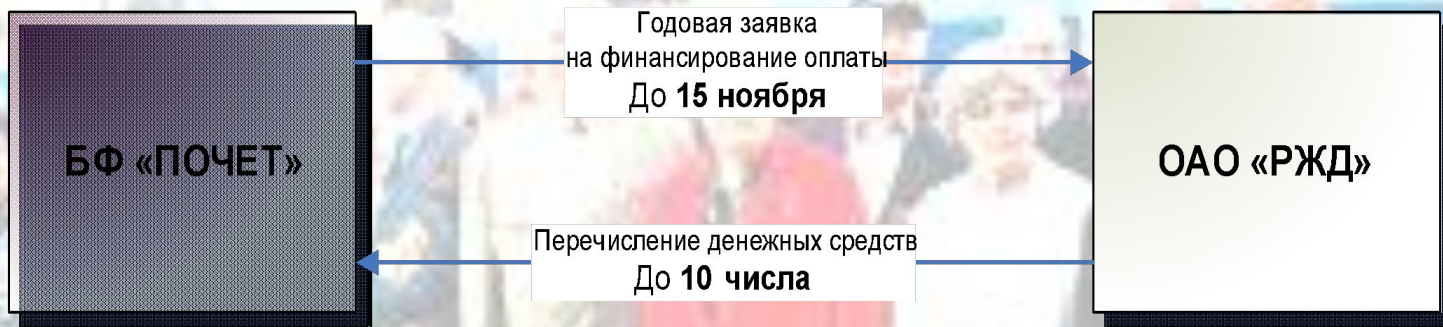 Годовая заявка
на финансирование оплаты
До 15 ноября
БФ «ПОЧЕТ»
ОАО «РЖД»
Перечисление денежных средств
До 10 числа